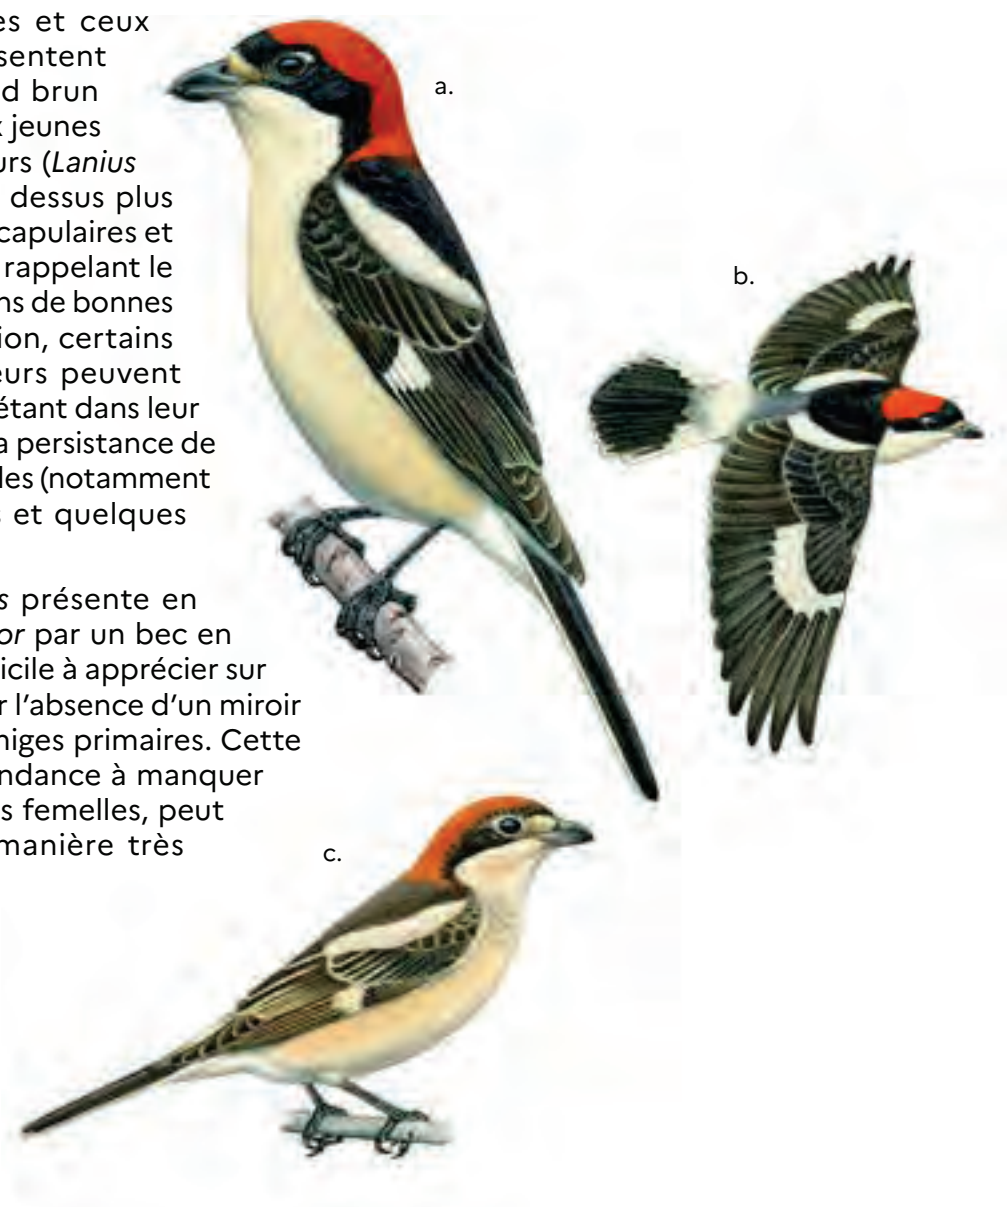 es et ceux
sentent
d brun
jeunes
urs (Lanius
dessus plus
capulaires et
rappelant le
ns de bonnes
ion, certains
eurs peuvent
étant dans leur
a persistance de
les (notamment
s et quelques
s présente en
or par un bec en
icile à apprécier sur
r l'absence d'un miroir
niges primaires. Cette
ndance à manquer
s femelles, peut
manière très
a.
b.
c.